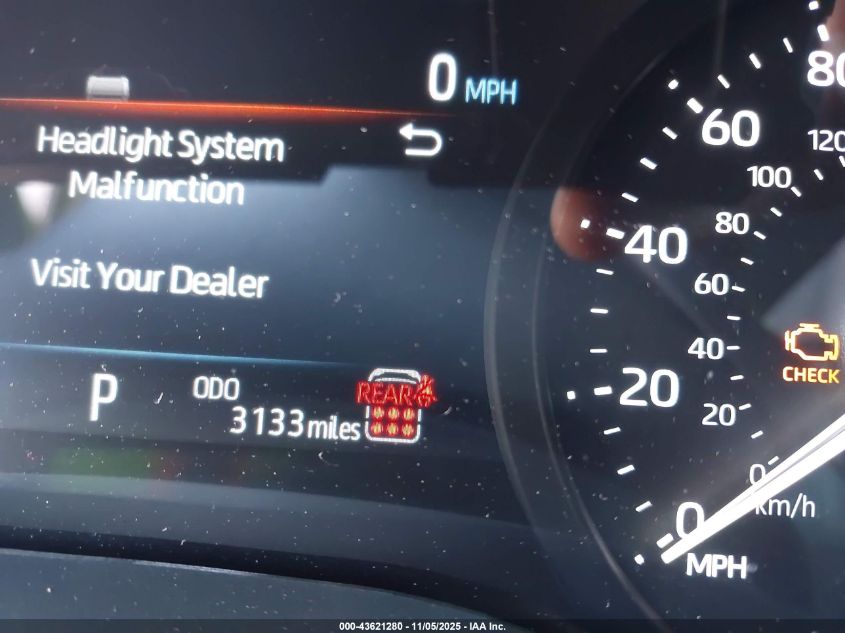 0 MPH
Headlight System
Malfunction
Visit Your Dealer
P
ODO
3133 miles
REAR
80
60
40
20
0
MPH
120
100
80
60
40
20
0
km/h
CHECK
000-43621280 - 11/05/2025 - IAA Inc.